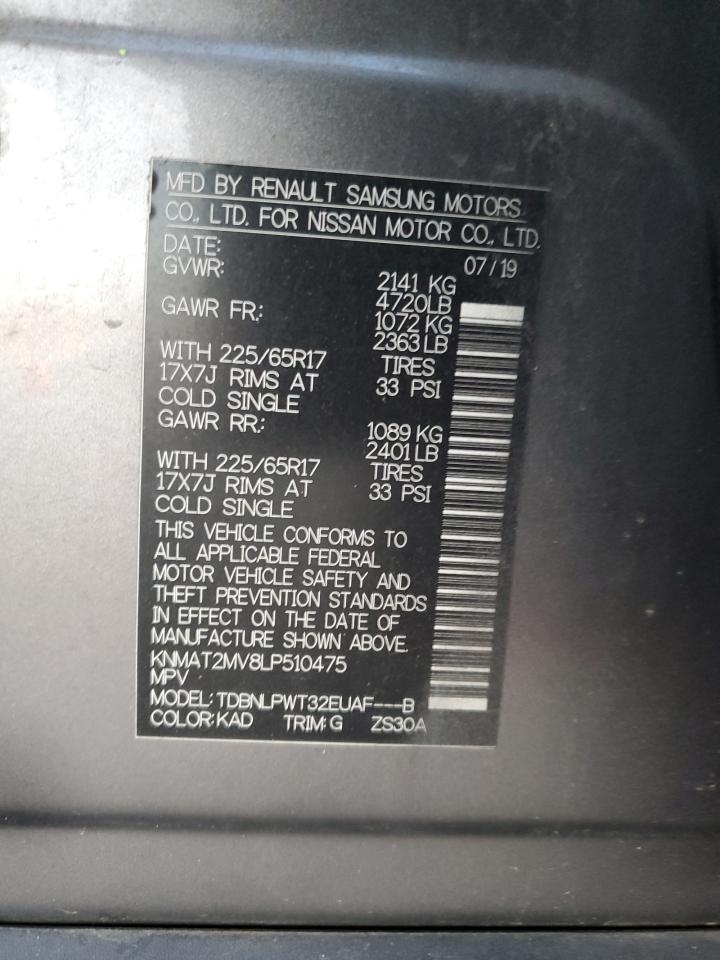 MFD BY RENAULT SAMSUNG MOTORS
CO., LTD. FOR NISSAN MOTOR CO., LTD.
DATE: 07/19
GVWR: 2141 KG
4720LB
GAWR FR.: 1072 KG
2363 LB
WITH 225/65R17 TIRES
17X7J RIMS AT 33 PSI
COLD SINGLE
GAWR RR.: 1089 KG
2401 LB
WITH 225/65R17 TIRES
17X7J RIMS AT 33 PSI
COLD SINGLE
THIS VEHICLE CONFORMS TO
ALL APPLICABLE FEDERAL
MOTOR VEHICLE SAFETY AND
THEFT PREVENTION STANDARDS
IN EFFECT ON THE DATE OF
MANUFACTURE SHOWN ABOVE.
KNMAT2MV8LP510475
MPV
MODEL: TDBNLPWT32EUAF---B
COLOR: KAD TRIM: G ZS30A